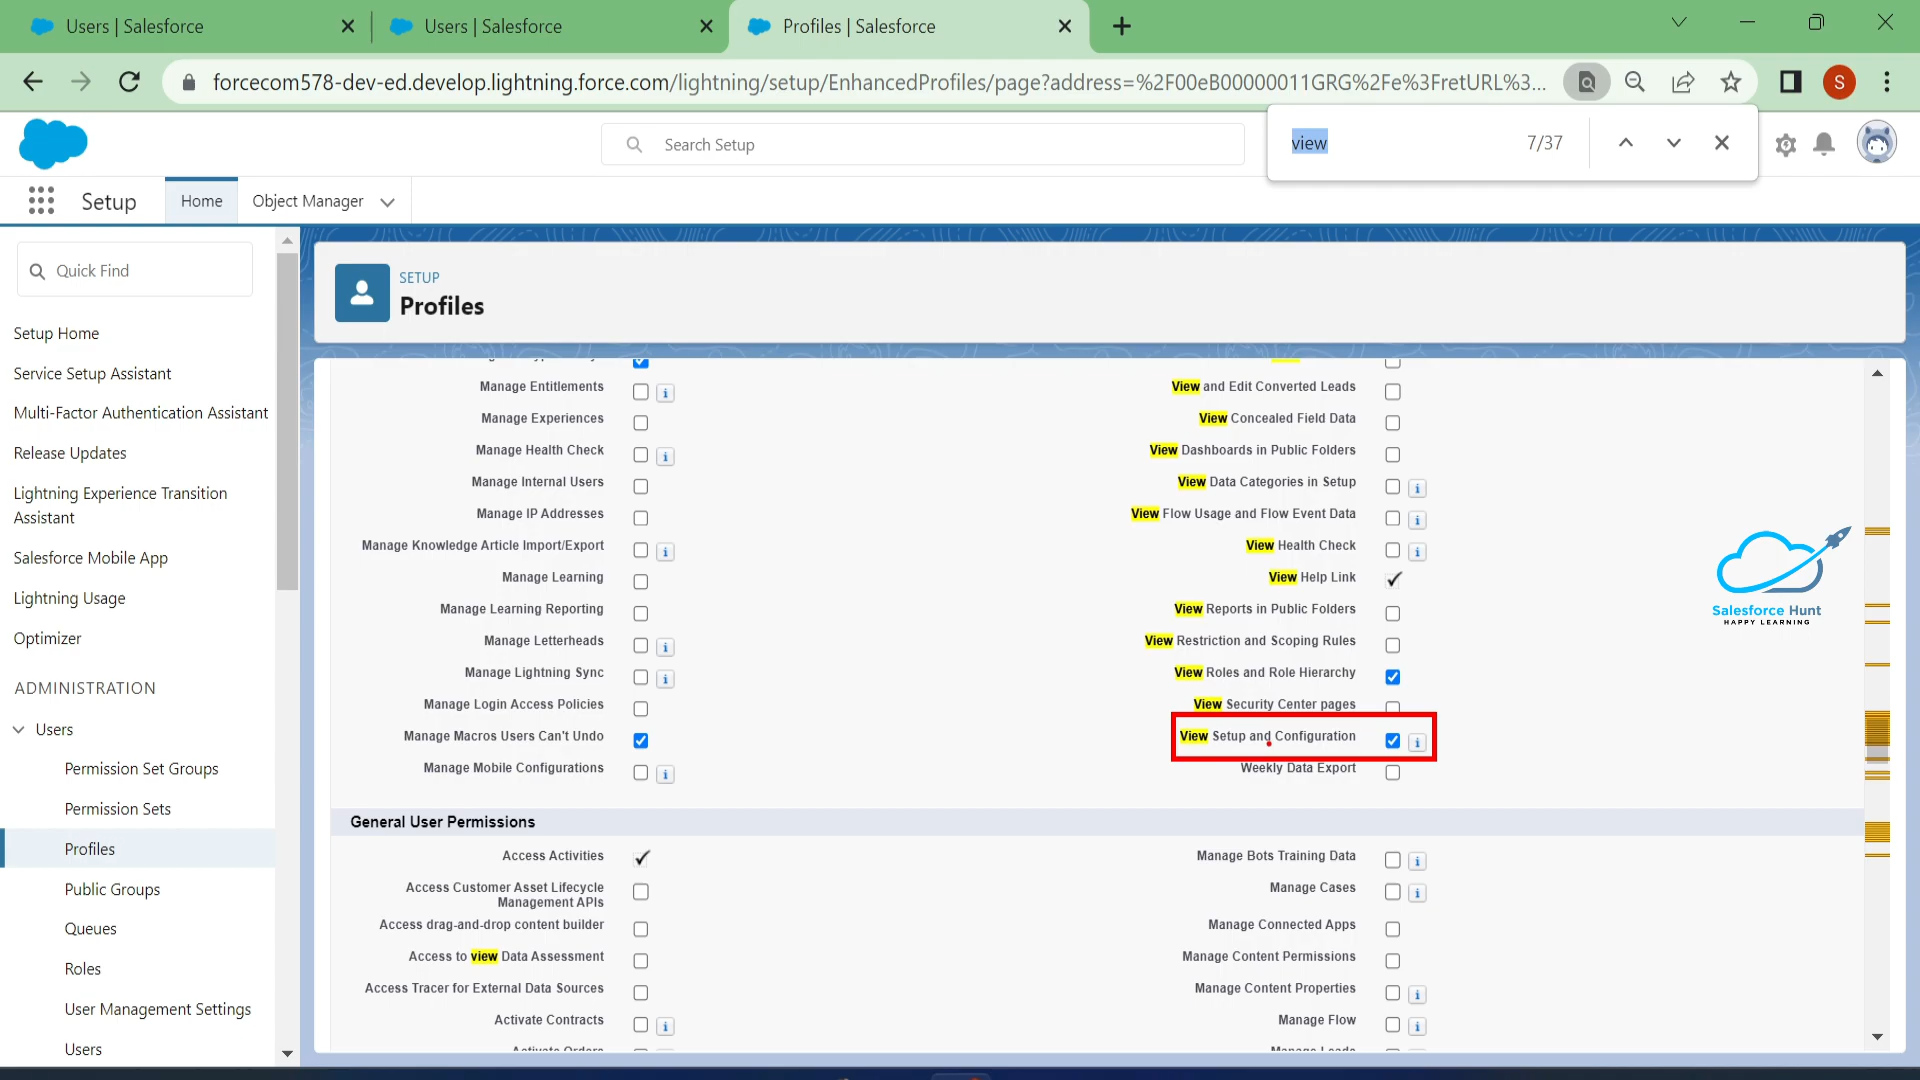 Users | Salesforce
Users | Salesforce
Profiles | Salesforce
forcecom578-dev-ed.develop.lightning.force.com/lightning/setup/EnhancedProfiles/page?address=%2F00eB00000011GRG%2Fe%3FretURL%3...
S
Search Setup
view
7/37
Setup
Home
Object Manager
Quick Find
Setup Home
Service Setup Assistant
Multi-Factor Authentication Assistant
Release Updates
Lightning Experience Transition
Assistant
Salesforce Mobile App
Lightning Usage
Optimizer
ADMINISTRATION
Users
Permission Set Groups
Permission Sets
Profiles
Public Groups
Queues
Roles
User Management Settings
Users
SETUP
Profiles
Manage Entitlements
View and Edit Converted Leads
Manage Experiences
View Concealed Field Data
Manage Health Check
View Dashboards in Public Folders
Manage Internal Users
View Data Categories in Setup
Manage IP Addresses
View Flow Usage and Flow Event Data
Manage Knowledge Article Import/Export
View Health Check
Manage Learning
View Help Link
Manage Learning Reporting
View Reports in Public Folders
Manage Letterheads
View Restriction and Scoping Rules
Manage Lightning Sync
View Roles and Role Hierarchy
Manage Login Access Policies
View Security Center pages
Manage Macros Users Can't Undo
View Setup and Configuration
Manage Mobile Configurations
Weekly Data Export
Salesforce Hunt
HAPPY LEARNING
General User Permissions
Access Activities
Manage Bots Training Data
Access Customer Asset Lifecycle
Management APIs
Manage Cases
Access drag-and-drop content builder
Manage Connected Apps
Access to view Data Assessment
Manage Content Permissions
Access Tracer for External Data Sources
Manage Content Properties
Activate Contracts
Manage Flow
Activate Orders
Manage Leads